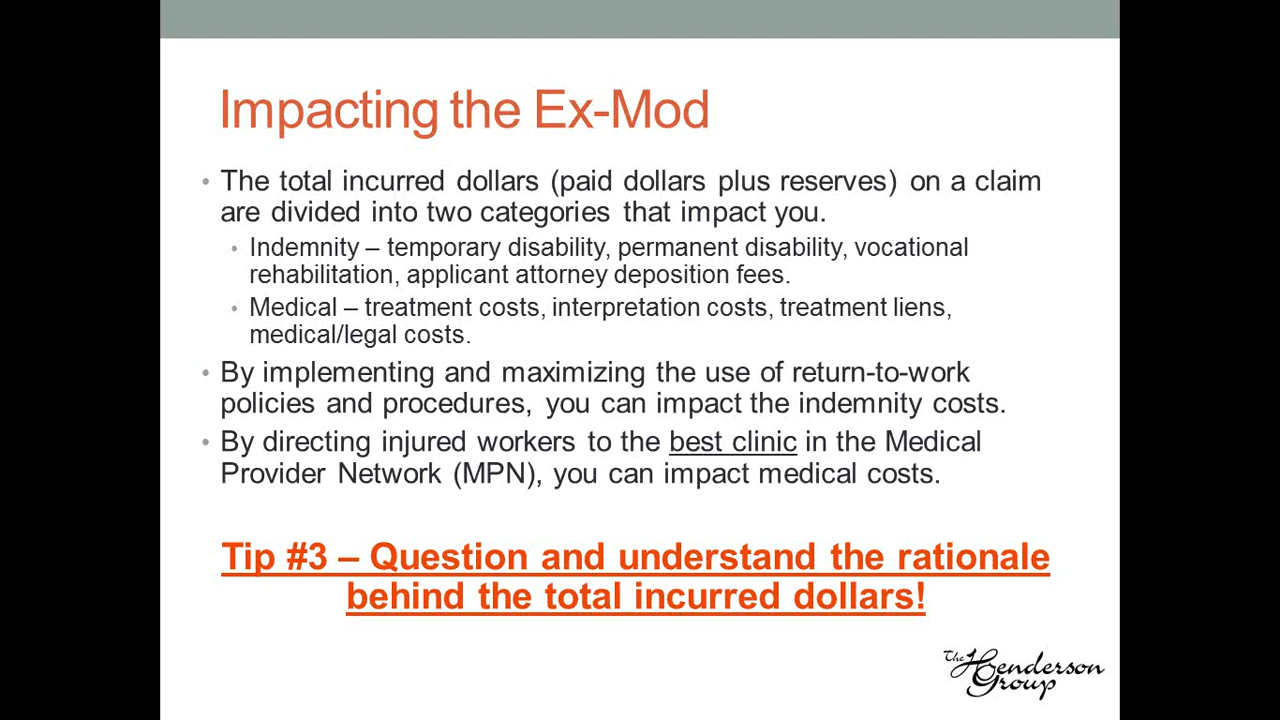 Impacting the Ex-Mod
• The total incurred dollars (paid dollars plus reserves) on a claim
are divided into two categories that impact you.
• Indemnity – temporary disability, permanent disability, vocational
rehabilitation, applicant attorney deposition fees.
• Medical – treatment costs, interpretation costs, treatment liens,
medical/legal costs.
• By implementing and maximizing the use of return-to-work
policies and procedures, you can impact the indemnity costs.
• By directing injured workers to the best clinic in the Medical
Provider Network (MPN), you can impact medical costs.
Tip #3 – Question and understand the rationale
behind the total incurred dollars!
The Henderson
Group